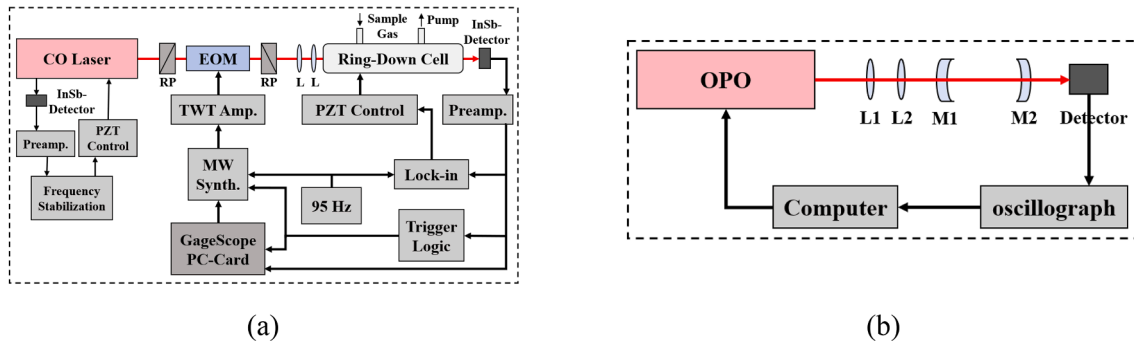 Sample
Gas
Pump
InSb-
Detector
CO Laser
RP
EOM
RP
L
L
Ring-Down Cell
InSb-
Detector
Preamp.
PZT
Control
Frequency
Stabilization
TWT Amp.
PZT Control
Preamp.
MW
Synth.
Lock-in
95 Hz
GageScope
PC-Card
Trigger
Logic
(a)
OPO
L1
L2
M1
M2
Detector
Computer
oscillograph
(b)